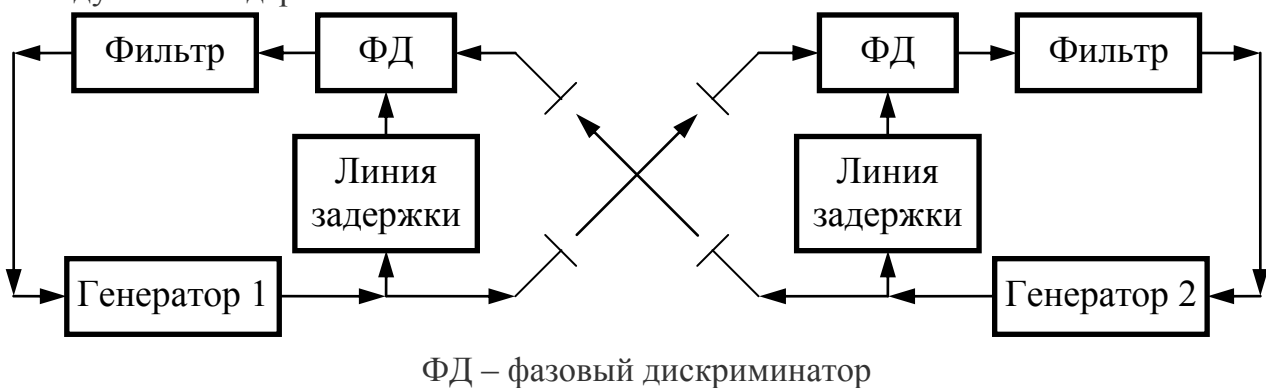 Фильтр
ФД
ФД
Фильтр
Линия
задержки
Линия
задержки
Генератор 1
Генератор 2
ФД – фазовый дискриминатор